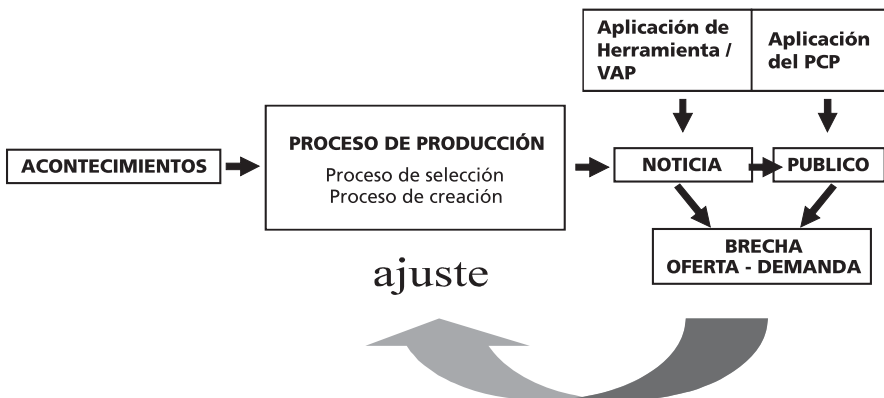 Aplicación de
Herramienta /
VAP
Aplicación
del PCP
ACONTECIMIENTOS
PROCESO DE PRODUCCIÓN
Proceso de selección
Proceso de creación
NOTICIA
PUBLICO
BRECHA
OFERTA - DEMANDA
ajuste